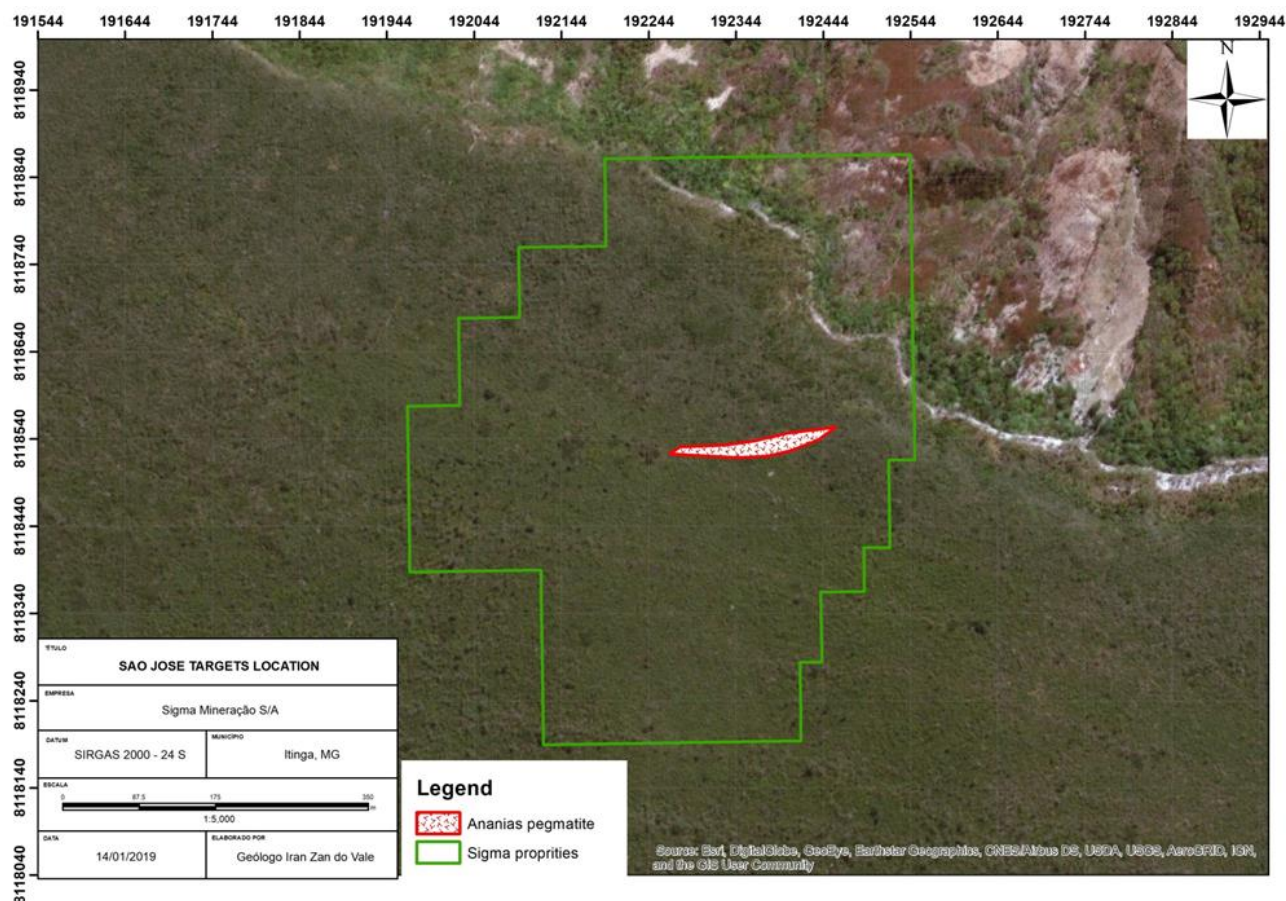 191544 191644 191744 191844 191944 192044 192144 192244 192344 192444 192544 192644 192744 192844 192944
N
8118940
8118840
8118740
8118640
8118540
8118440
8118340
8118240
8118140
8118040
TÍTULO
SAO JOSE TARGETS LOCATION
EMPRESA
Sigma Mineração S/A
DATUM MUNICÍPIO
SIRGAS 2000 - 24 S Itinga, MG
ESCALA
0 87,5 175 350
m
1:5,000
DATA ELABORADO POR
14/01/2019 Geólogo Iran Zan do Vale
Legend
Ananias pegmatite
Sigma proprities
Source: Esri, DigitalGlobe, GeoEye, Earthstar Geographics, CNES/Airbus DS, USDA, USGS, AeroGRID, IGN,
and the GIS User Community